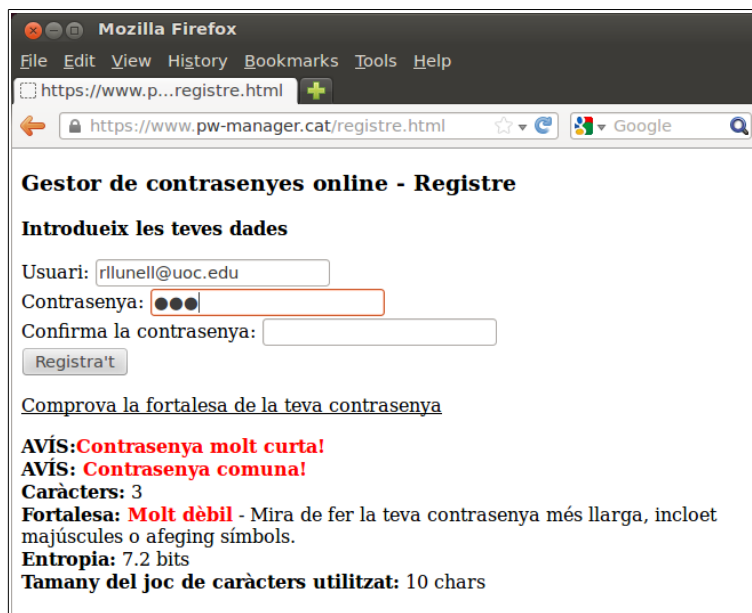 Mozilla Firefox
File Edit View History Bookmarks Tools Help
https://www.p...registre.html
https://www.pw-manager.cat/registre.html Google
Gestor de contrasenyes online - Registre
Introdueix les teves dades
Usuari: rllunell@uoc.edu
Contrasenya: ●●●
Confirma la contrasenya:
Registra't
Comprova la fortalesa de la teva contrasenya
AVÍS:Contrasenya molt curta!
AVÍS: Contrasenya comuna!
Caràcters: 3
Fortalesa: Molt dèbil - Mira de fer la teva contrasenya més llarga, incloet
majúscules o afeging símbols.
Entropia: 7.2 bits
Tamany del joc de caràcters utilitzat: 10 chars